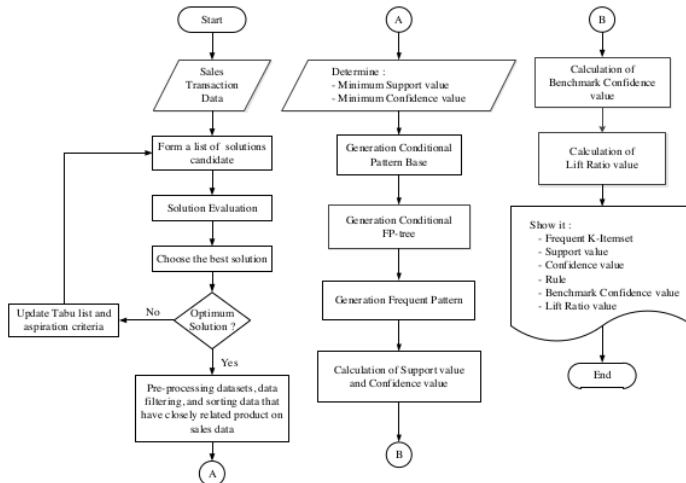 Start
Sales
Transaction
Data
Form a list of solutions
candidate
Solution Evaluation
Choose the best solution
Optimum
Solution ?
No
Update Tabu list and
aspiration criteria
Yes
Pre-processing datasets, data
filtering, and sorting data that
have closely related product on
sales data
A
A
Determine :
- Minimum Support value
- Minimum Confidence value
Generation Conditional
Pattern Base
Generation Conditional
FP-tree
Generation Frequent Pattern
Calculation of Support value
and Confidence value
B
B
Calculation of
Benchmark Confidence
value
Calculation of
Lift Ratio value
Show it :
- Frequent K-Itemset
- Support value
- Confidence value
- Rule
- Benchmark Confidence value
- Lift Ratio value
End